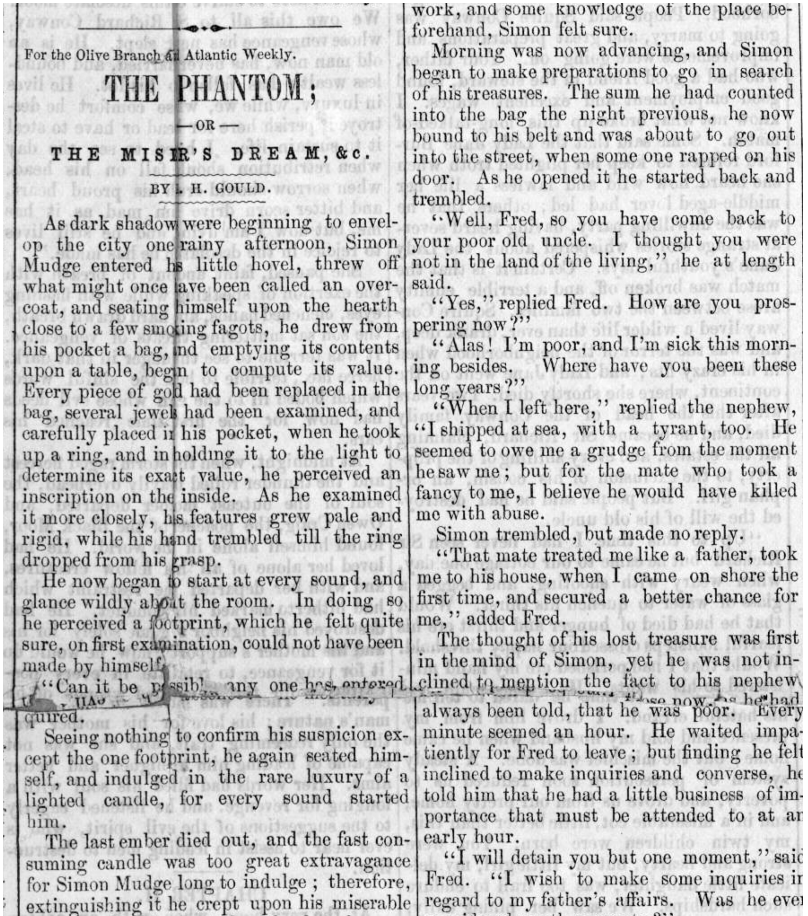 For the Olive Branch & Atlantic Weekly.
THE PHANTOM;
OR
THE MISER'S DREAM, &c.
BY H. GOULD.
As dark shadow were beginning to envel-
op the city one rainy afternoon, Simon
Mudge entered his little hovel, threw off
what might once have been called an over-
coat, and seating himself upon the hearth
close to a few smoking fagots, he drew from
his pocket a bag, and emptying its contents
upon a table, began to compute its value.
Every piece of gold had been replaced in the
bag, several jewels had been examined, and
carefully placed in his pocket, when he took
up a ring, and in holding it to the light to
determine its exact value, he perceived an
inscription on the inside. As he examined
it more closely, his features grew pale and
rigid, while his hand trembled till the ring
dropped from his grasp.
He now began to start at every sound, and
glance wildly about the room. In doing so
he perceived a footprint, which he felt quite
sure, on first examination, could not have been
made by himself.
"Can it be possible any one has entered
quired.
Seeing nothing to confirm his suspicion ex-
cept the one footprint, he again seated him-
self, and indulged in the rare luxury of a
lighted candle, for every sound started
him.
The last ember died out, and the fast con-
suming candle was too great extravagance
for Simon Mudge long to indulge; therefore,
extinguishing it he crept upon his miserable
work, and some knowledge of the place be-
forehand, Simon felt sure.
Morning was now advancing, and Simon
began to make preparations to go in search
of his treasures. The sum he had counted
into the bag the night previous, he now
bound to his belt and was about to go out
into the street, when some one rapped on his
door. As he opened it he started back and
trembled.
"Well, Fred, so you have come back to
your poor old uncle. I thought you were
not in the land of the living," he at length
said.
"Yes," replied Fred. How are you pros-
pering now?"
"Alas! I'm poor, and I'm sick this morn-
ing besides. Where have you been these
long years?"
"When I left here," replied the nephew,
"I shipped at sea, with a tyrant, too. He
seemed to owe me a grudge from the moment
he saw me; but for the mate who took a
fancy to me, I believe he would have killed
me with abuse.
Simon trembled, but made no reply.
"That mate treated me like a father, took
me to his house, when I came on shore the
first time, and secured a better chance for
me," added Fred.
The thought of his lost treasure was first
in the mind of Simon, yet he was not in-
clined to mention the fact to his nephew
now, as he had
always been told, that he was poor. Every
minute seemed an hour. He waited impa-
tiently for Fred to leave; but finding he felt
inclined to make inquiries and converse, he
told him that he had a little business of im-
portance that must be attended to at an
early hour.
"I will detain you but one moment," said
Fred. "I wish to make some inquiries in
regard to my father's affairs. Was he ever